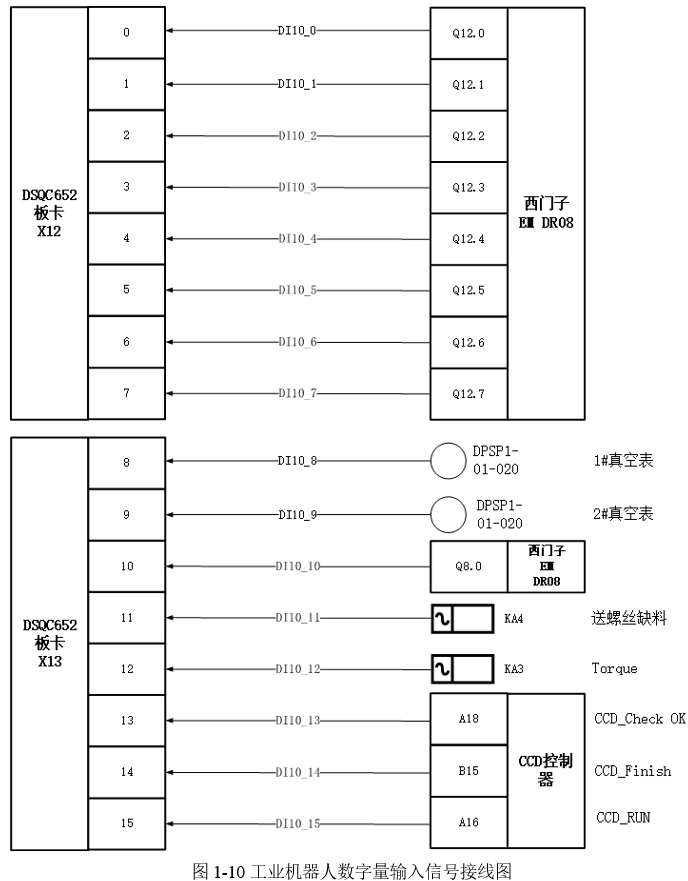 DSQC652
板卡
X12
0
DI10_0
Q12.0
1
DI10_1
Q12.1
2
DI10_2
Q12.2
3
DI10_3
Q12.3
4
DI10_4
Q12.4
5
DI10_5
Q12.5
6
DI10_6
Q12.6
7
DI10_7
Q12.7
西门子
EM DR08
DSQC652
板卡
X13
8
DI10_8
DPSP1-
01-020
1#真空表
9
DI10_9
DPSP1-
01-020
2#真空表
10
DI10_10
Q8.0
西门子
EM
DR08
11
DI10_11
KA4
送螺丝缺料
12
DI10_12
KA3
Torque
13
DI10_13
A18
CCD_Check OK
14
DI10_14
B15
CCD_Finish
15
DI10_15
A16
CCD_RUN
CCD控制
器
图 1-10 工业机器人数字量输入信号接线图